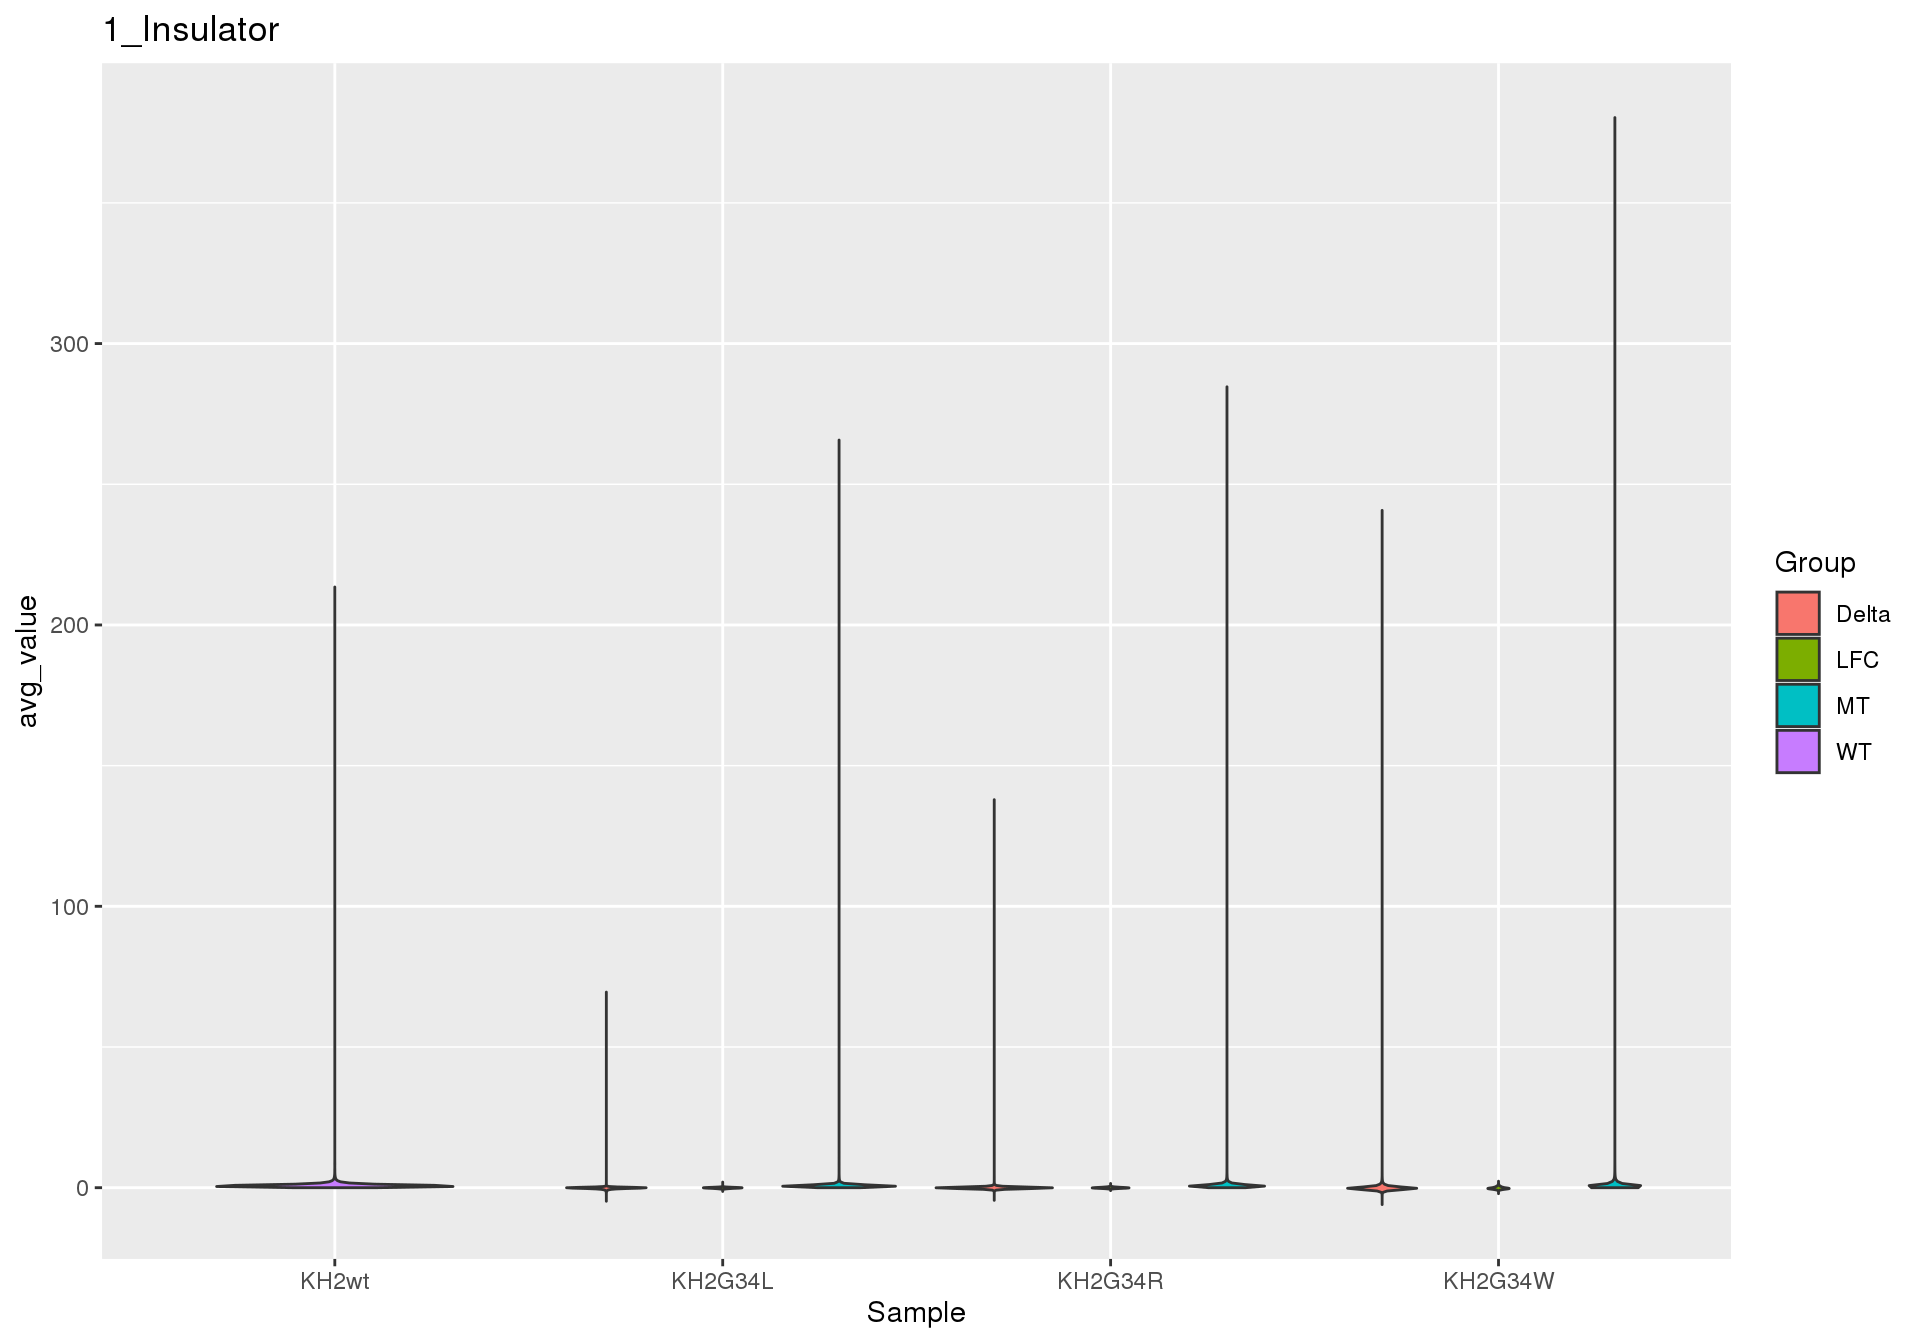 1_Insulator
300
200
100
0
avg_value
KH2wt
KH2G34L
KH2G34R
KH2G34W
Sample
Group
Delta
LFC
MT
WT